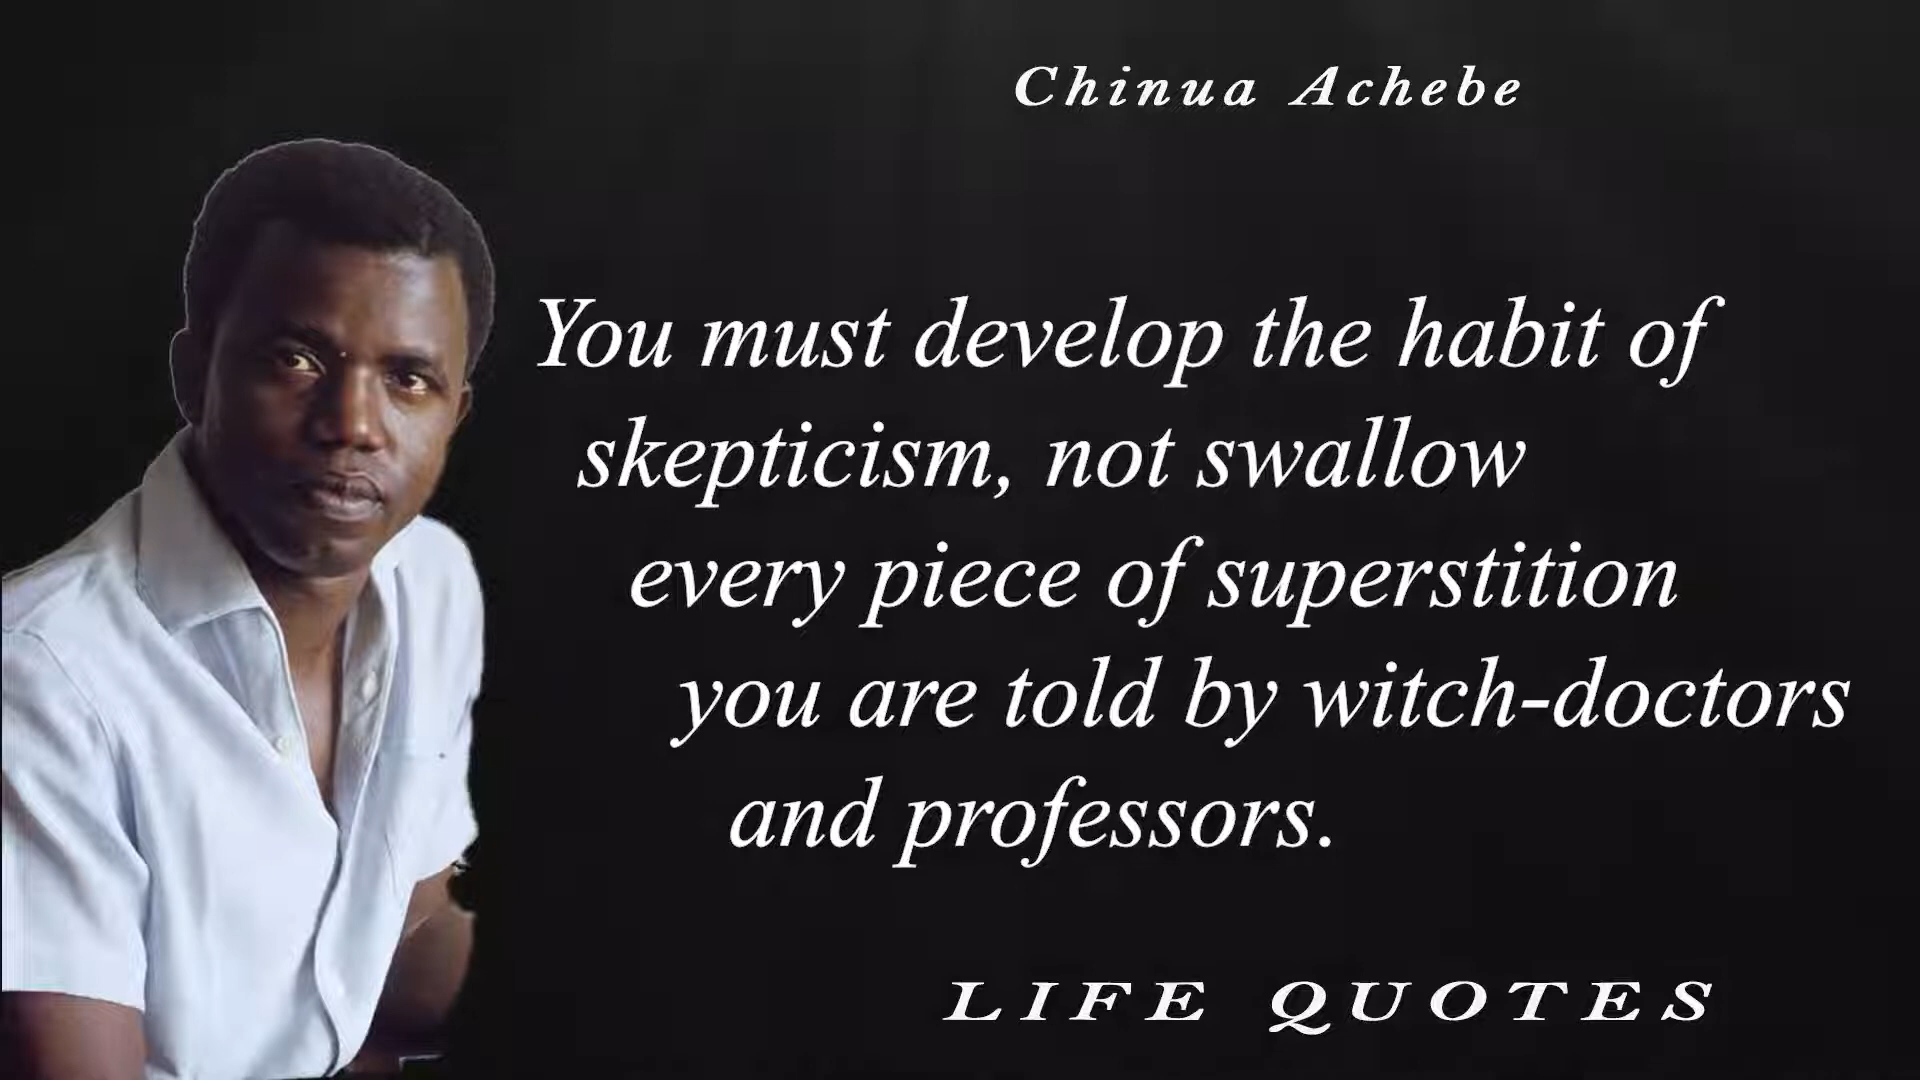 Chinua Achebe
You must develop the habit of
skepticism, not swallow
every piece of superstition
you are told by witch-doctors
and professors.
LIFE QUOTES